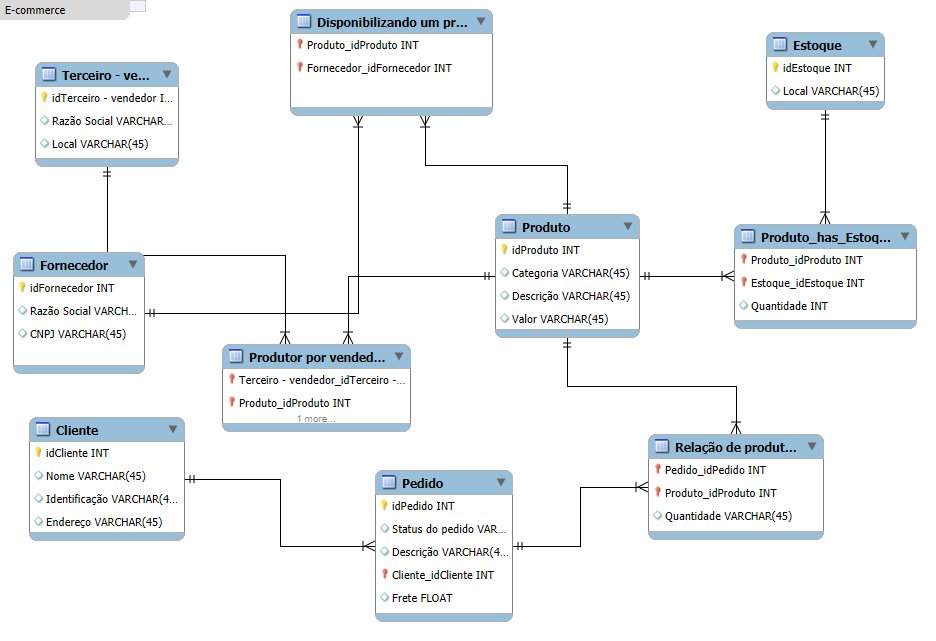 E-commerce
Disponibilizando um pr...
Produto_idProduto INT
Fornecedor_idFornecedor INT
Estoque
idEstoque INT
Local VARCHAR(45)
Terceiro - ve...
idTerceiro - vendedor I...
Razão Social VARCHAR...
Local VARCHAR(45)
Produto
idProduto INT
Categoria VARCHAR(45)
Descrição VARCHAR(45)
Valor VARCHAR(45)
Produto_has_Estoq...
Produto_idProduto INT
Estoque_idEstoque INT
Quantidade INT
Fornecedor
idFornecedor INT
Razão Social VARCH...
CNPJ VARCHAR(45)
Produtor por vended...
Terceiro - vendedor_idTerceiro -...
Produto_idProduto INT
1 more...
Cliente
idCliente INT
Nome VARCHAR(45)
Identificação VARCHAR(4...
Endereço VARCHAR(45)
Pedido
idPedido INT
Status do pedido VAR...
Descrição VARCHAR(4...
Cliente_idCliente INT
Frete FLOAT
Relação de produt...
Pedido_idPedido INT
Produto_idProduto INT
Quantidade VARCHAR(45)